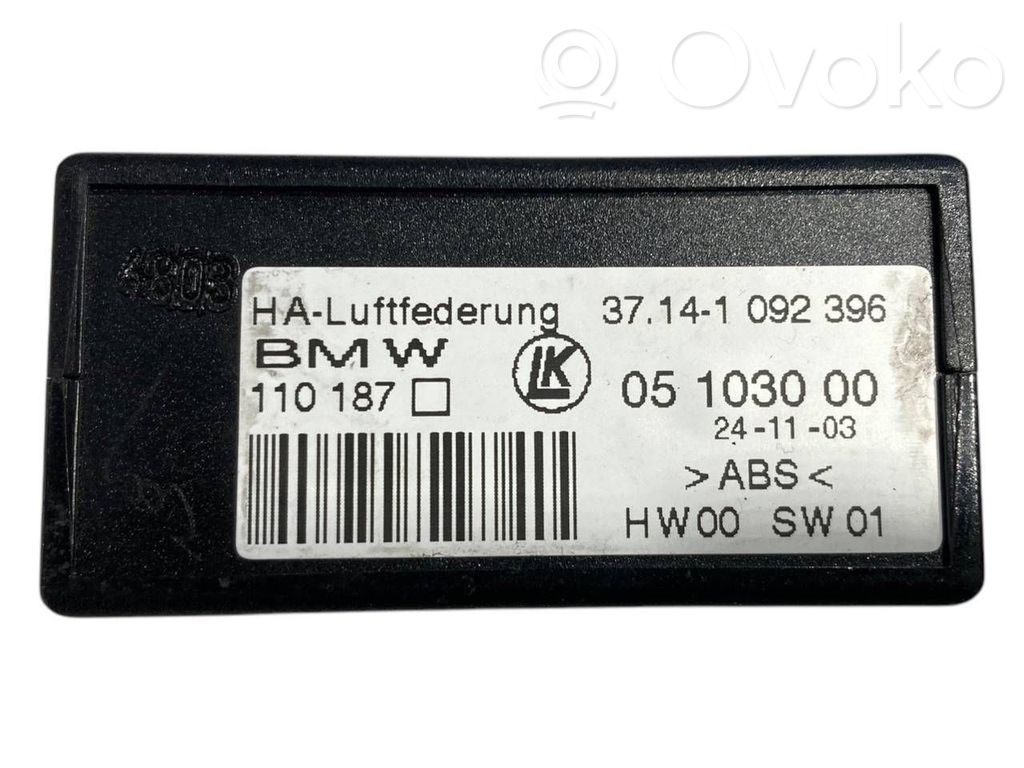 Ovoko
4803
HA-Luftfederung 37.14-1 092 396
BMW LK
110 187 □ 05 1030 00
24-11-03
>ABS<
HW00 SW01